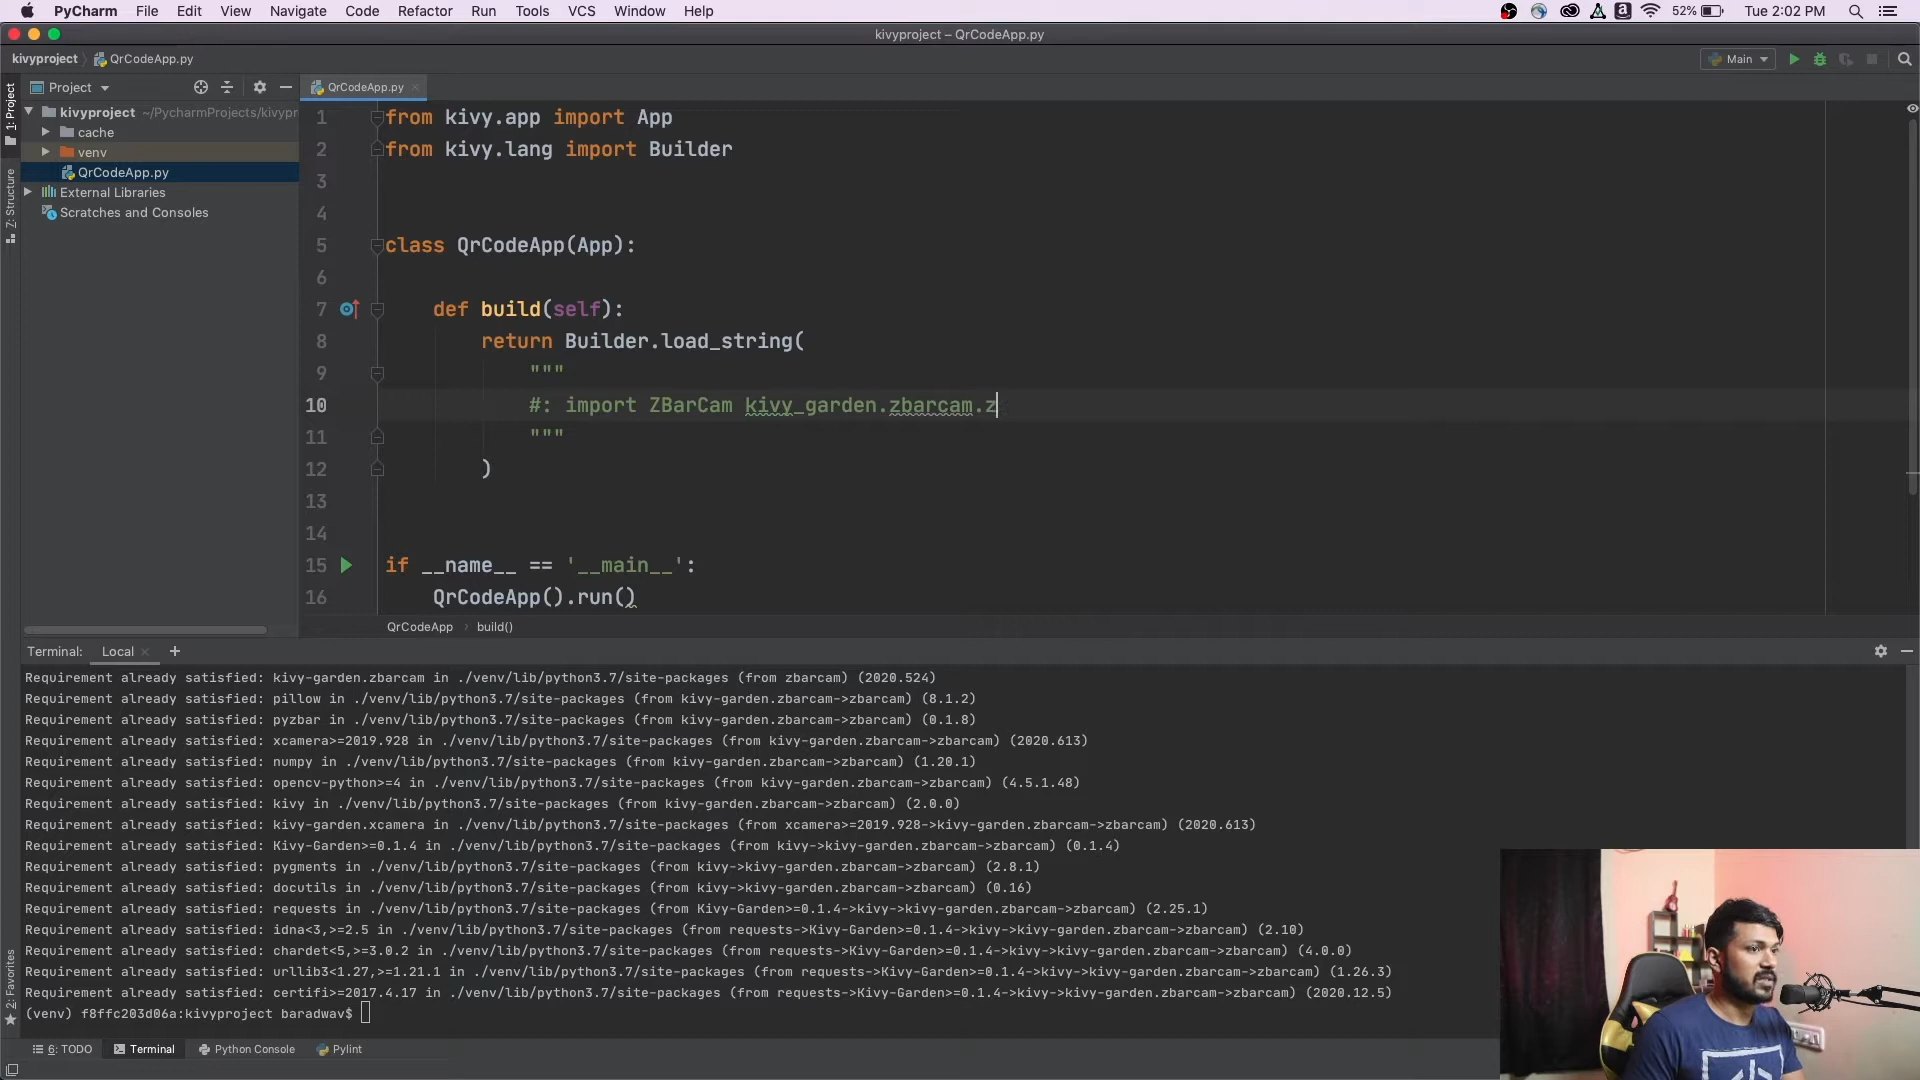 PyCharm File Edit View Navigate Code Refactor Run Tools VCS Window Help 52% Tue 2:02 PM
kivyproject – QrCodeApp.py
kivyproject QrCodeApp.py Main
Project QrCodeApp.py
1: Project
kivyproject ~/PycharmProjects/kivypr
cache
venv
QrCodeApp.py
External Libraries
Scratches and Consoles
Z: Structure
1 from kivy.app import App
2 from kivy.lang import Builder
3
4
5 class QrCodeApp(App):
6
7 def build(self):
8 return Builder.load_string(
9 """
10 #: import ZBarCam kivy_garden.zbarcam.z
11 """
12 )
13
14
15 if __name__ == '__main__':
16 QrCodeApp().run()
QrCodeApp build()
Terminal: Local
Requirement already satisfied: kivy-garden.zbarcam in ./venv/lib/python3.7/site-packages (from zbarcam) (2020.524)
Requirement already satisfied: pillow in ./venv/lib/python3.7/site-packages (from kivy-garden.zbarcam->zbarcam) (8.1.2)
Requirement already satisfied: pyzbar in ./venv/lib/python3.7/site-packages (from kivy-garden.zbarcam->zbarcam) (0.1.8)
Requirement already satisfied: xcamera>=2019.928 in ./venv/lib/python3.7/site-packages (from kivy-garden.zbarcam->zbarcam) (2020.613)
Requirement already satisfied: numpy in ./venv/lib/python3.7/site-packages (from kivy-garden.zbarcam->zbarcam) (1.20.1)
Requirement already satisfied: opencv-python>=4 in ./venv/lib/python3.7/site-packages (from kivy-garden.zbarcam->zbarcam) (4.5.1.48)
Requirement already satisfied: kivy in ./venv/lib/python3.7/site-packages (from kivy-garden.zbarcam->zbarcam) (2.0.0)
Requirement already satisfied: kivy-garden.xcamera in ./venv/lib/python3.7/site-packages (from xcamera>=2019.928->kivy-garden.zbarcam->zbarcam) (2020.613)
Requirement already satisfied: Kivy-Garden>=0.1.4 in ./venv/lib/python3.7/site-packages (from kivy->kivy-garden.zbarcam->zbarcam) (0.1.4)
Requirement already satisfied: pygments in ./venv/lib/python3.7/site-packages (from kivy->kivy-garden.zbarcam->zbarcam) (2.8.1)
Requirement already satisfied: docutils in ./venv/lib/python3.7/site-packages (from kivy->kivy-garden.zbarcam->zbarcam) (0.16)
Requirement already satisfied: requests in ./venv/lib/python3.7/site-packages (from Kivy-Garden>=0.1.4->kivy->kivy-garden.zbarcam->zbarcam) (2.25.1)
Requirement already satisfied: idna<3,>=2.5 in ./venv/lib/python3.7/site-packages (from requests->Kivy-Garden>=0.1.4->kivy->kivy-garden.zbarcam->zbarcam) (2.10)
Requirement already satisfied: chardet<5,>=3.0.2 in ./venv/lib/python3.7/site-packages (from requests->Kivy-Garden>=0.1.4->kivy->kivy-garden.zbarcam->zbarcam) (4.0.0)
Requirement already satisfied: urllib3<1.27,>=1.21.1 in ./venv/lib/python3.7/site-packages (from requests->Kivy-Garden>=0.1.4->kivy->kivy-garden.zbarcam->zbarcam) (1.26.3)
Requirement already satisfied: certifi>=2017.4.17 in ./venv/lib/python3.7/site-packages (from requests->Kivy-Garden>=0.1.4->kivy->kivy-garden.zbarcam->zbarcam) (2020.12.5)
(venv) f8ffc203d06a:kivyproject baradwav$
2: Favorites
6: TODO Terminal Python Console Pylint